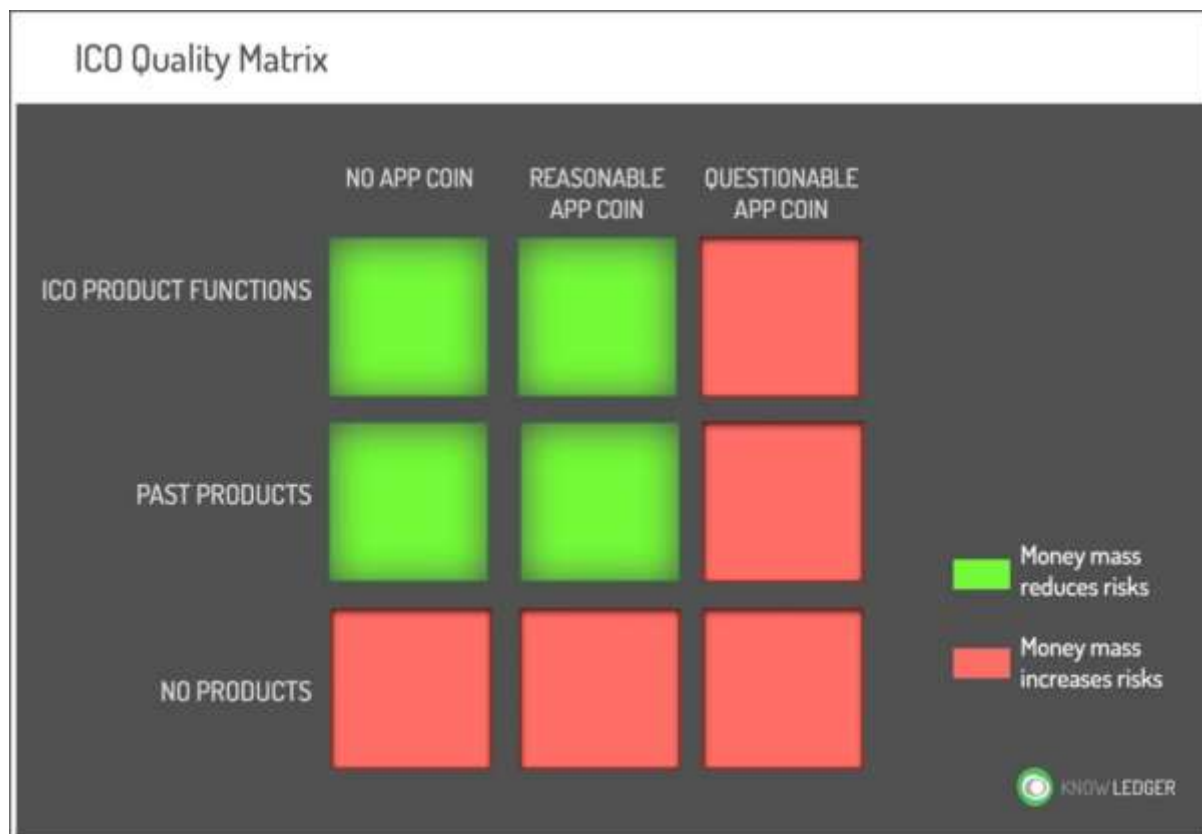 ICO Quality Matrix
NO APP COIN
REASONABLE
APP COIN
QUESTIONABLE
APP COIN
ICO PRODUCT FUNCTIONS
PAST PRODUCTS
NO PRODUCTS
Money mass
reduces risks
Money mass
increases risks
KNOWLEDGER